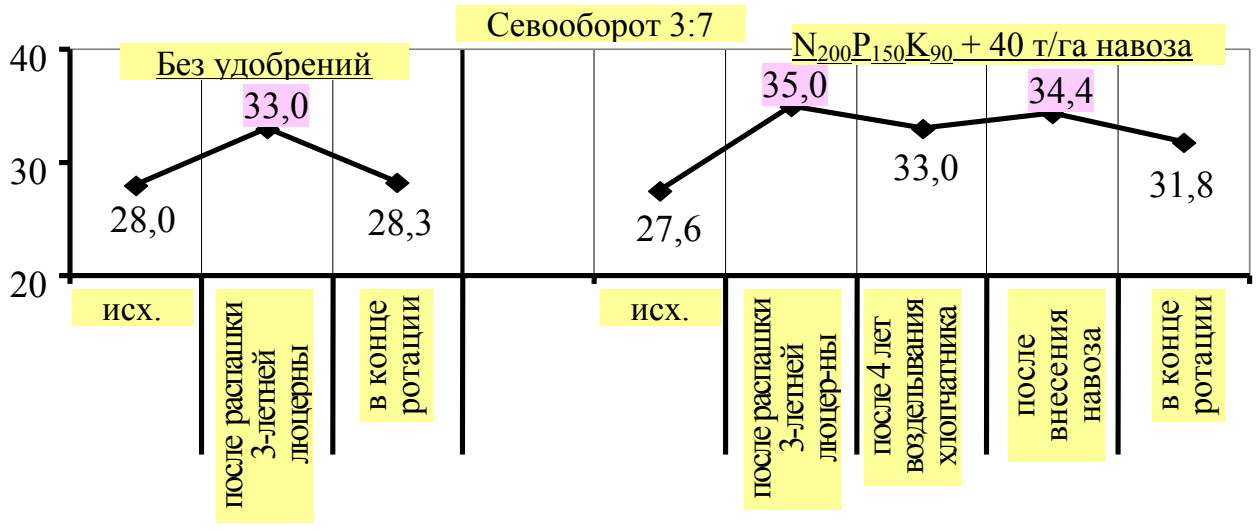 Севооборот 3:7
Без удобрений
N₂₀₀P₁₅₀K₉₀ + 40 т/га навоза
40
30
20
28,0
33,0
28,3
27,6
35,0
33,0
34,4
31,8
исх.
после распашки
3-летней
люцерны
в конце
ротации
исх.
после распашки
3-летней
люцер-ны
после 4 лет
возделывания
хлопчатника
после
внесения
навоза
в конце
ротации